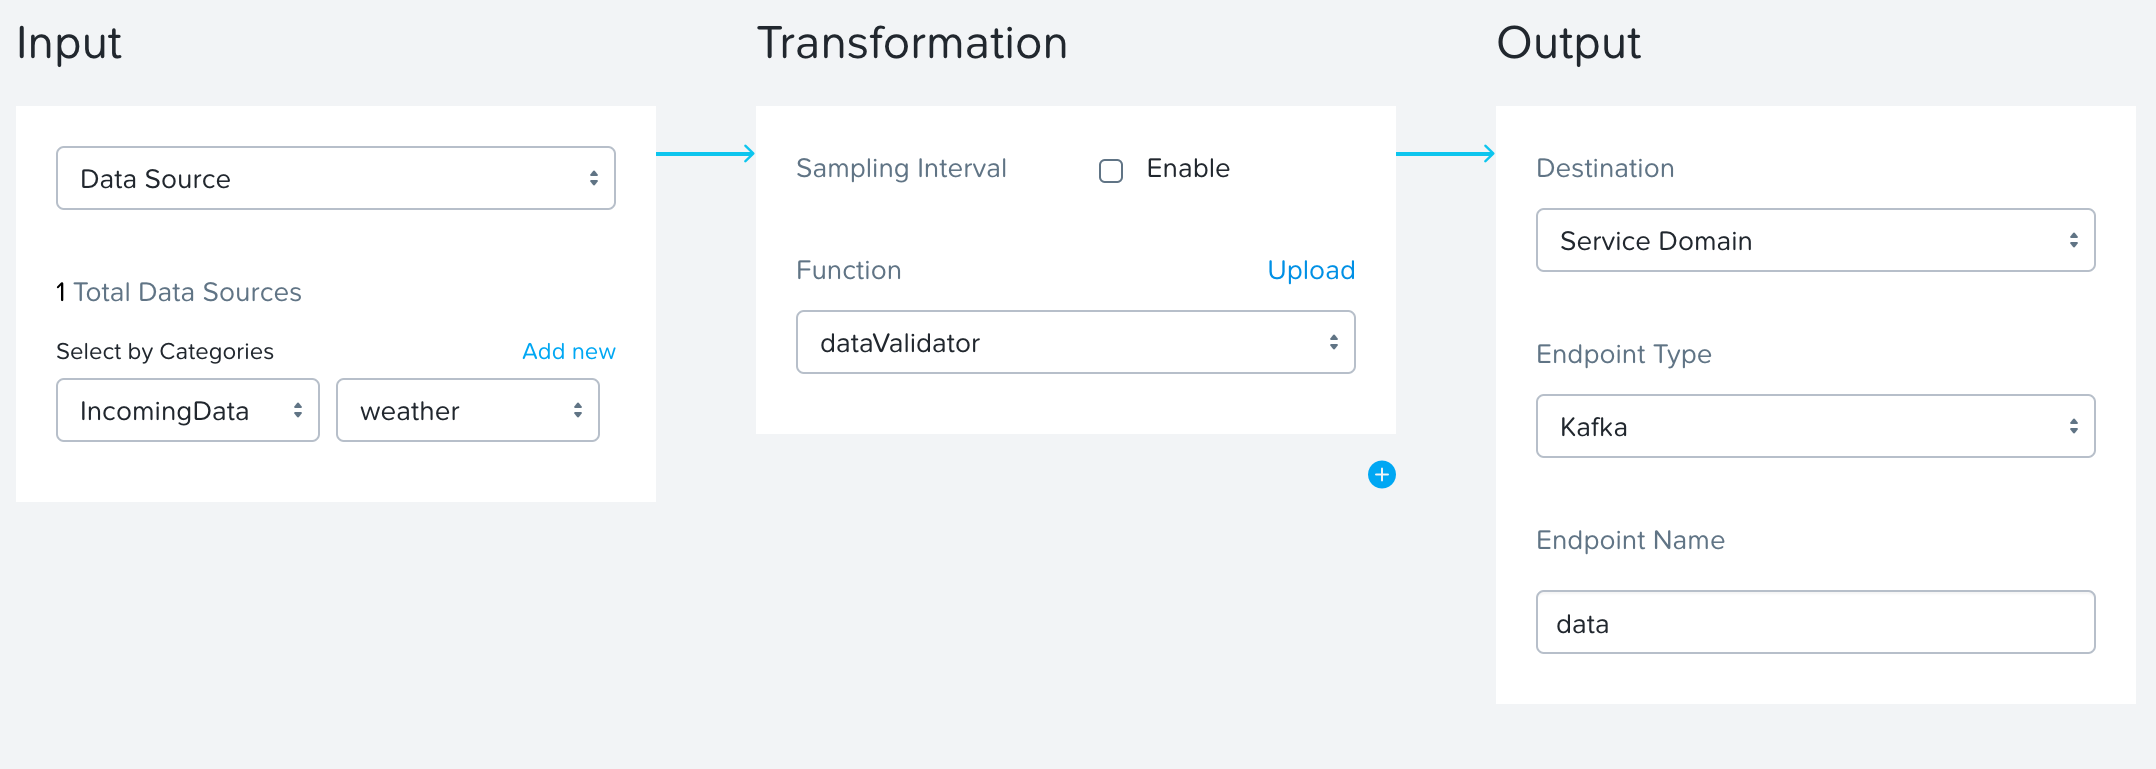 Input
Data Source
1 Total Data Sources
Select by Categories
Add new
IncomingData
weather
Transformation
Sampling Interval
Enable
Function
Upload
dataValidator
Output
Destination
Service Domain
Endpoint Type
Kafka
Endpoint Name
data